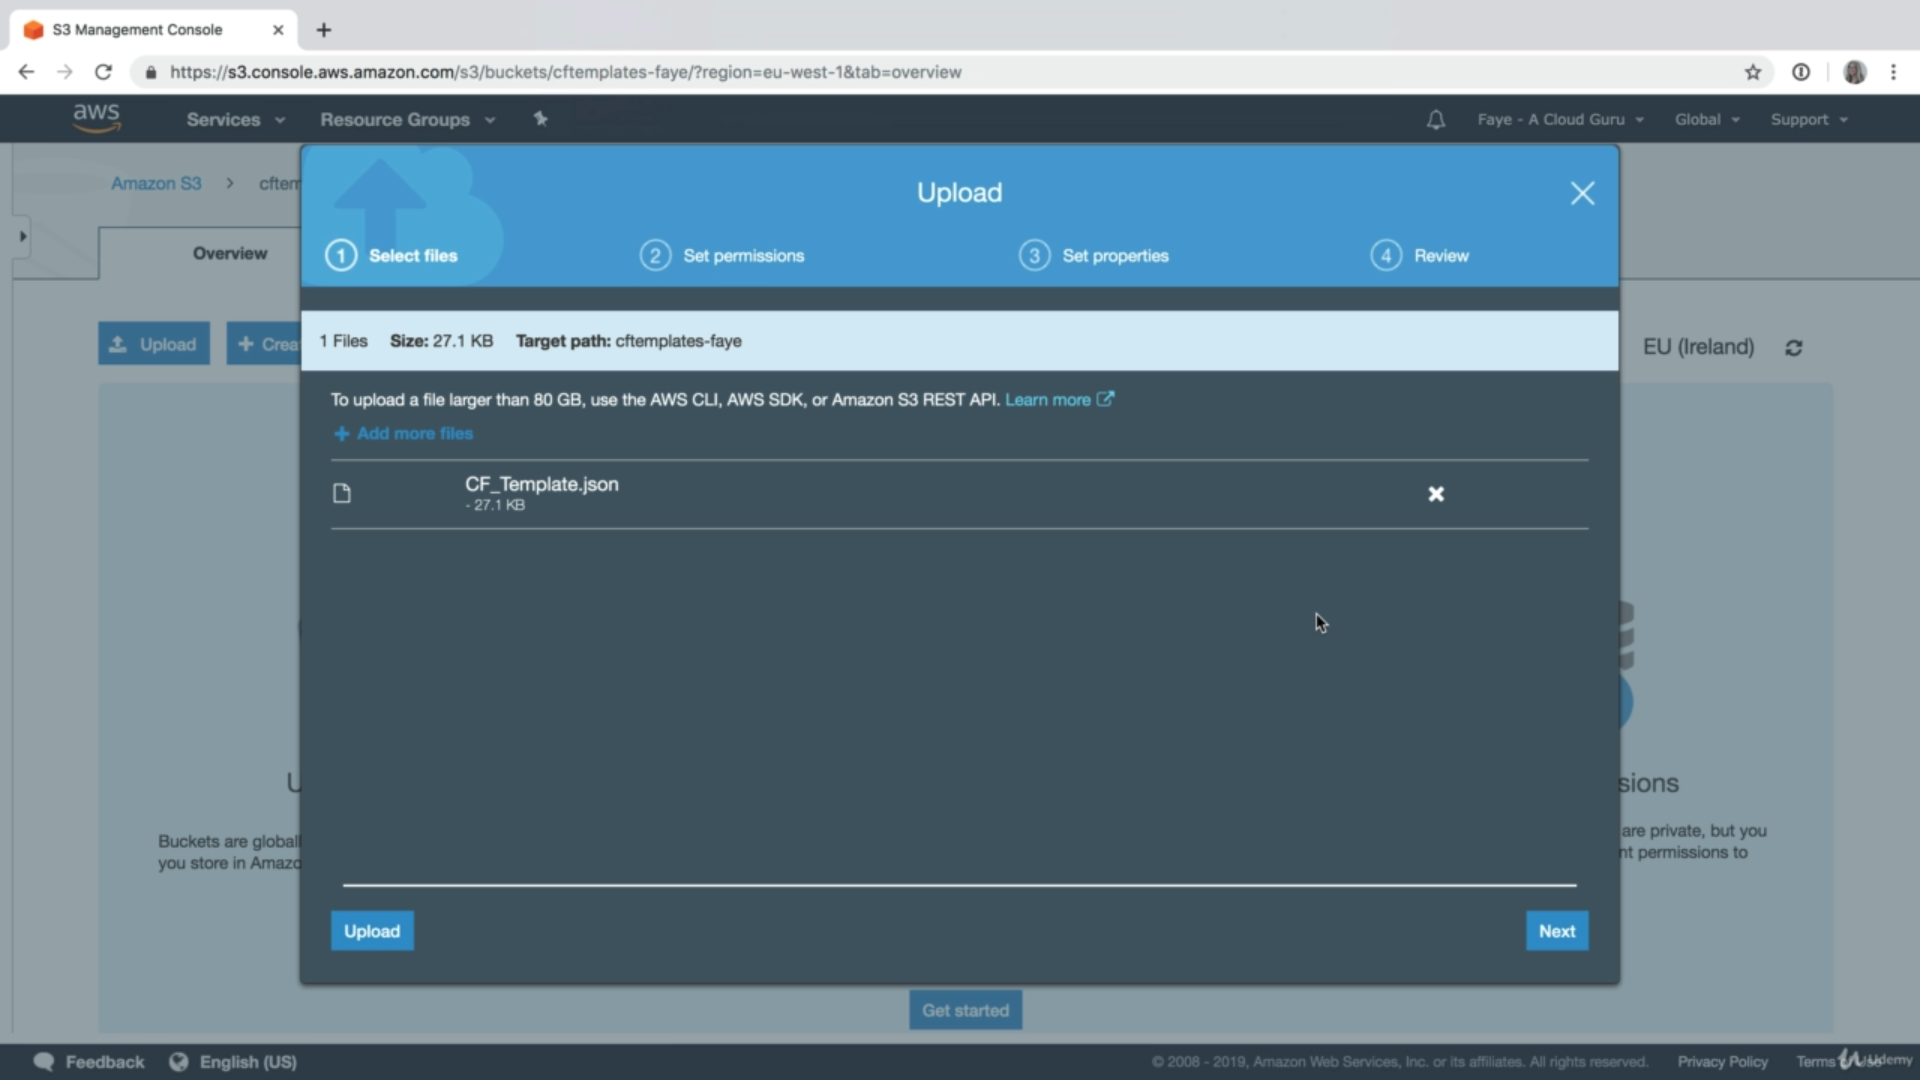 S3 Management Console
https://s3.console.aws.amazon.com/s3/buckets/cftemplates-faye/?region=eu-west-1&tab=overview
aws
Services
Resource Groups
Faye - A Cloud Guru
Global
Support
Amazon S3 > cftem
Upload
1 Select files
2 Set permissions
3 Set properties
4 Review
Overview
Upload
+ Crea
1 Files Size: 27.1 KB Target path: cftemplates-faye
EU (Ireland)
To upload a file larger than 80 GB, use the AWS CLI, AWS SDK, or Amazon S3 REST API. Learn more
+ Add more files
CF_Template.json
- 27.1 KB
U
sions
Buckets are globall
you store in Amazo
are private, but you
nt permissions to
Upload
Next
Get started
Feedback
English (US)
© 2008 - 2019, Amazon Web Services, Inc. or its affiliates. All rights reserved.
Privacy Policy
Terms
Udemy